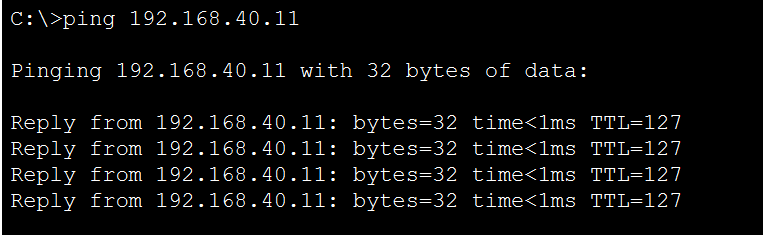 C:\>ping 192.168.40.11
Pinging 192.168.40.11 with 32 bytes of data:
Reply from 192.168.40.11: bytes=32 time<1ms TTL=127
Reply from 192.168.40.11: bytes=32 time<1ms TTL=127
Reply from 192.168.40.11: bytes=32 time<1ms TTL=127
Reply from 192.168.40.11: bytes=32 time<1ms TTL=127